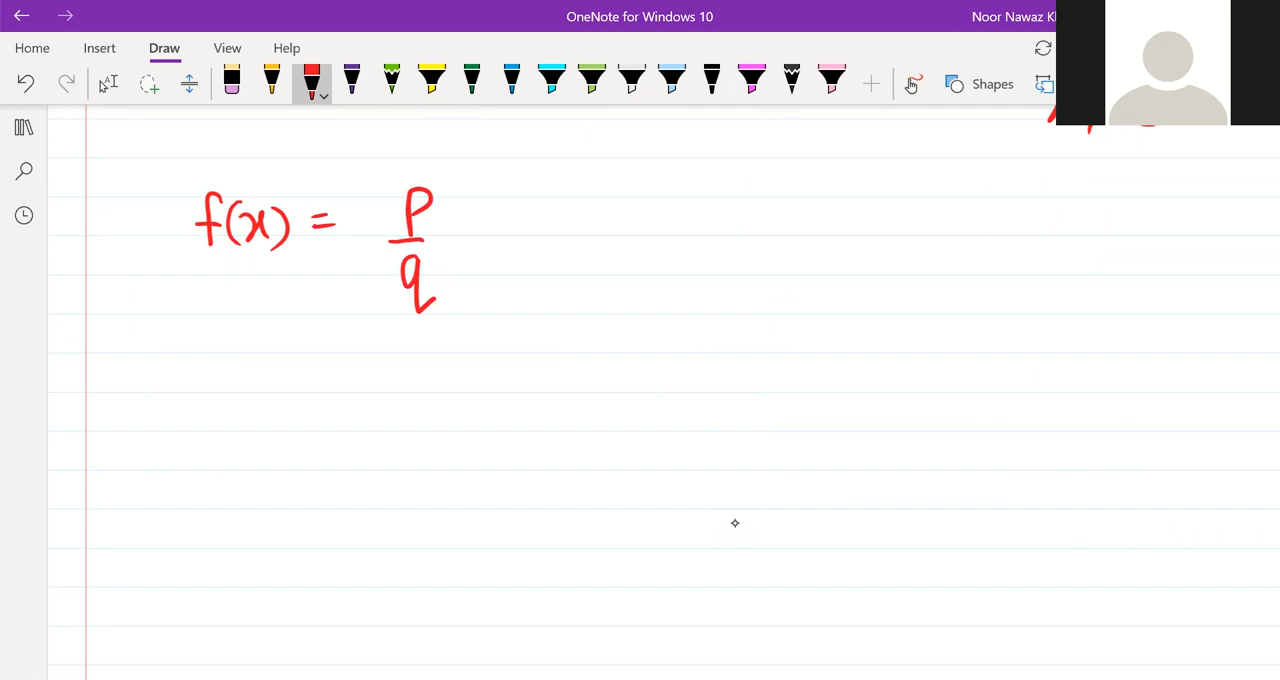 OneNote for Windows 10
Noor Nawaz
Home Insert Draw View Help
Shapes
f(x) = P
q